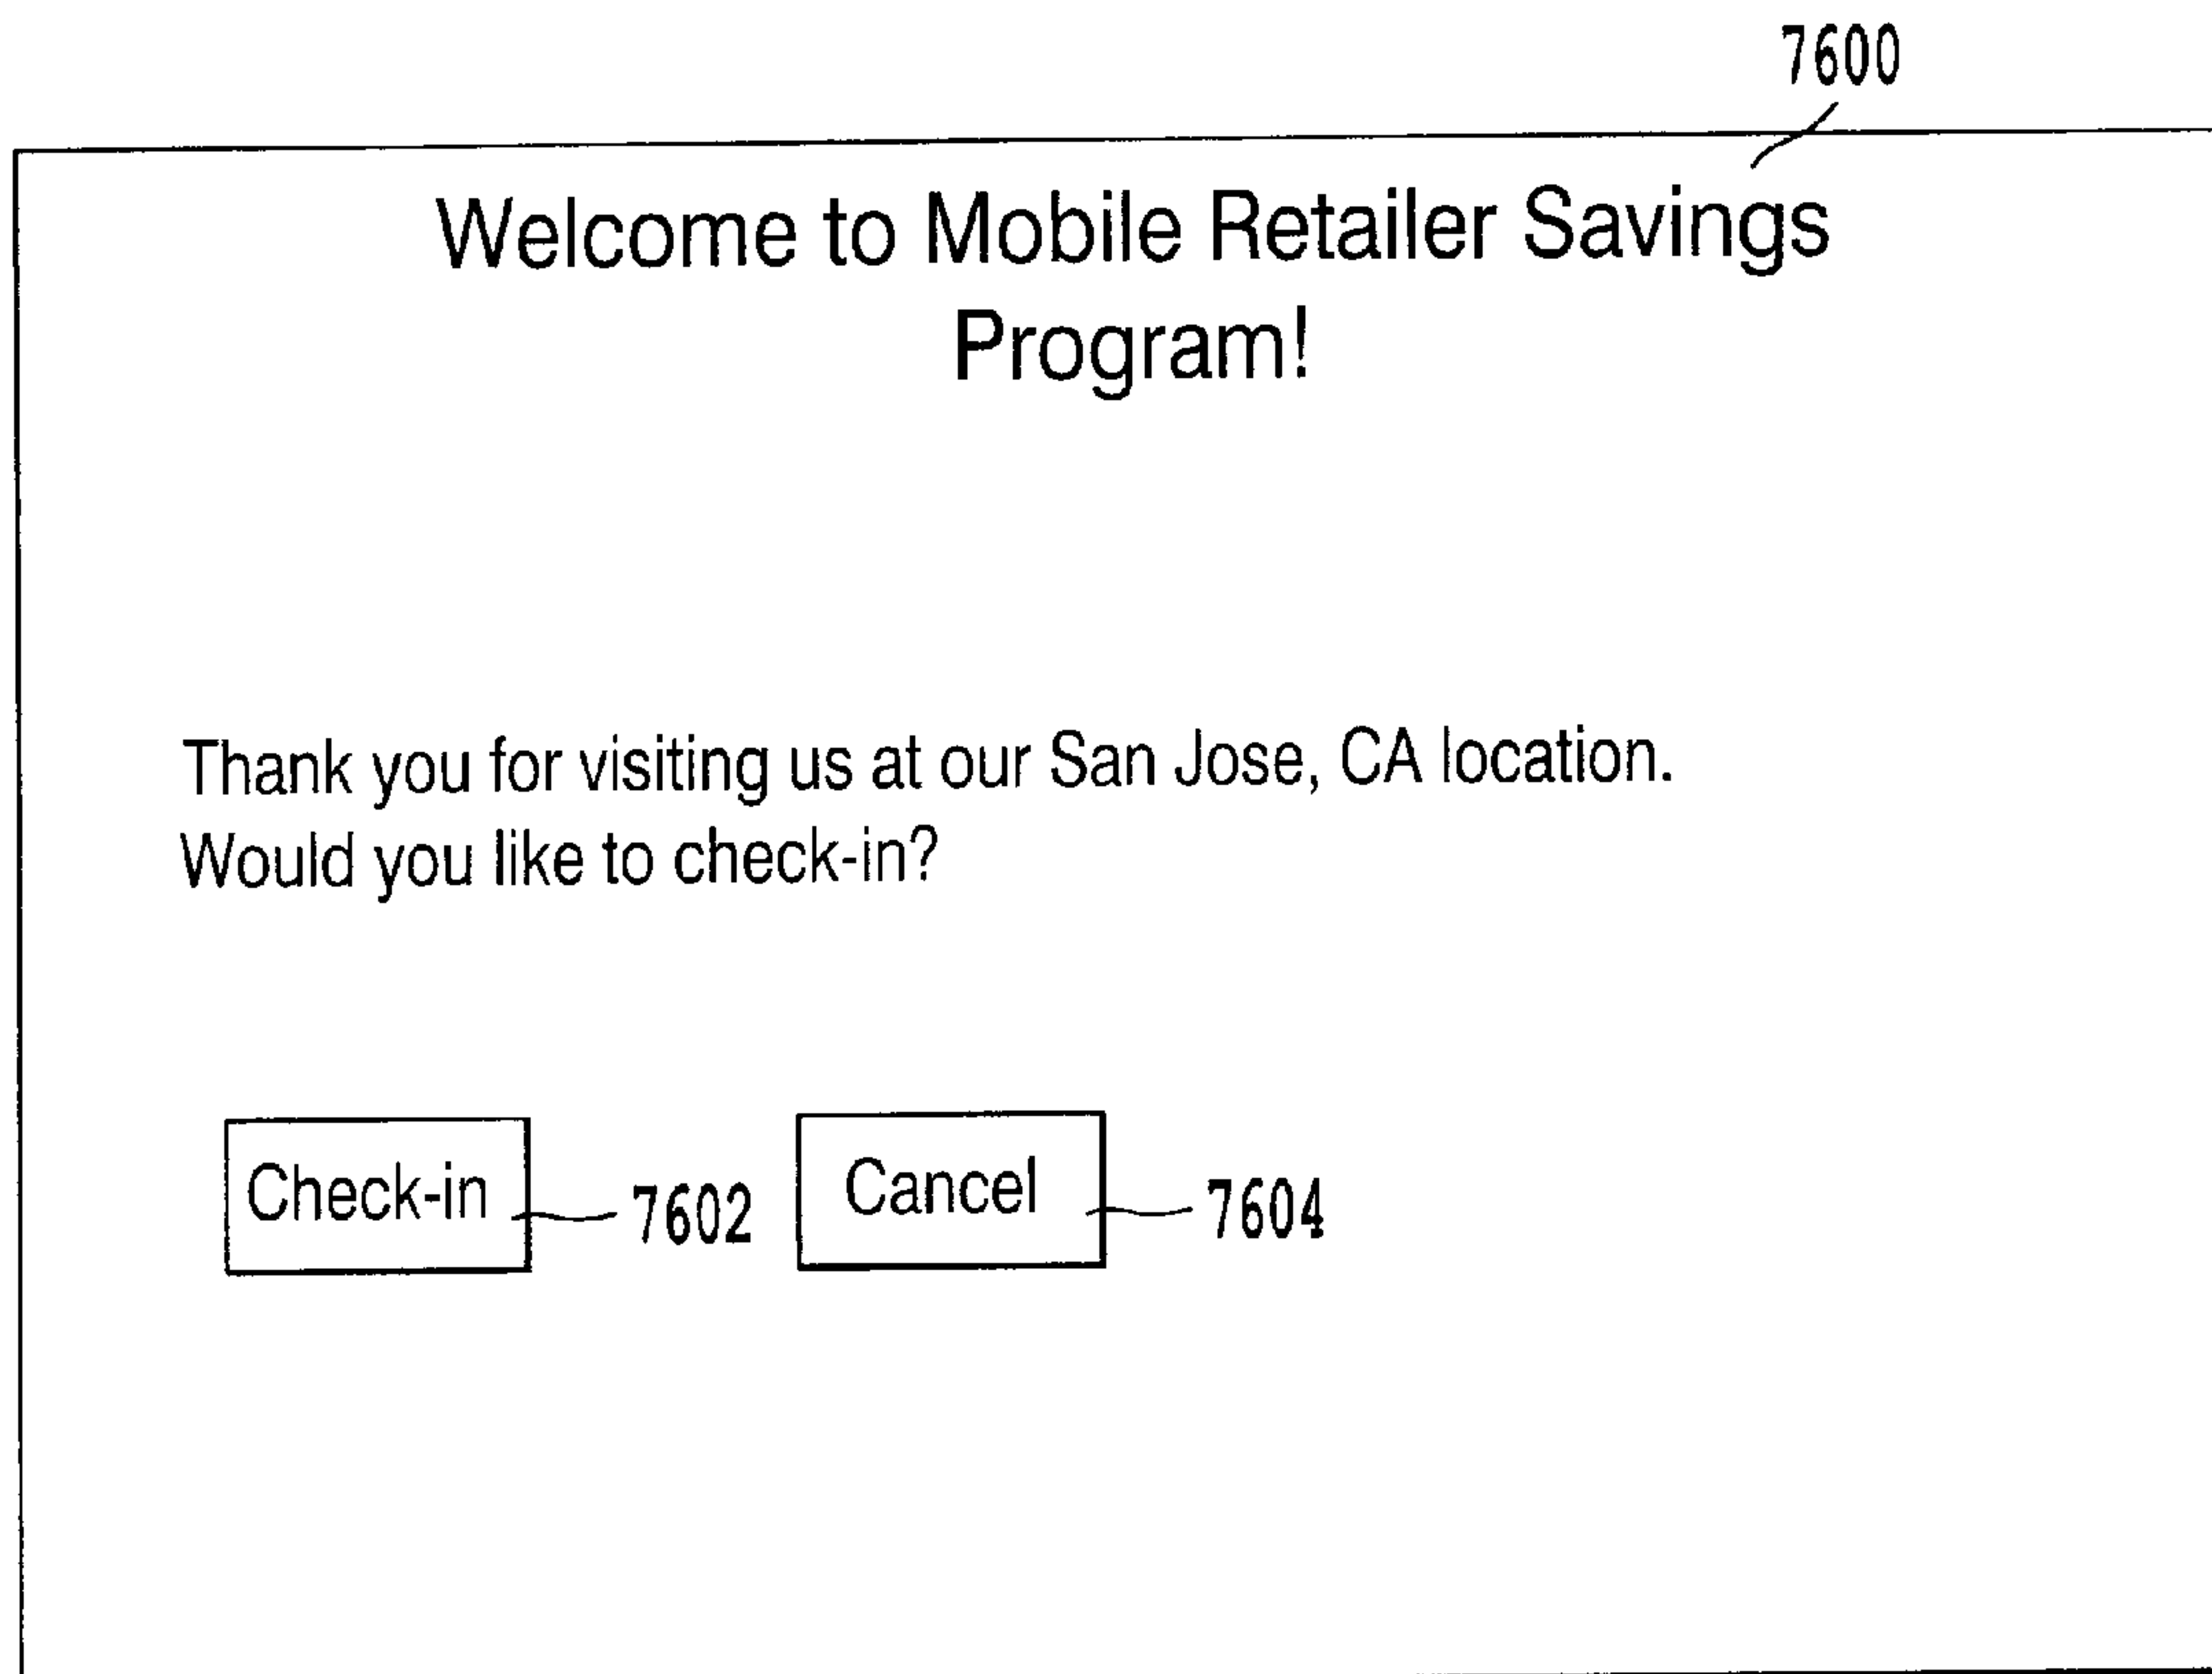 7600
Welcome to Mobile Retailer Savings
Program!
Thank you for visiting us at our San Jose, CA location.
Would you like to check-in?
Check-in 7602 Cancel 7604